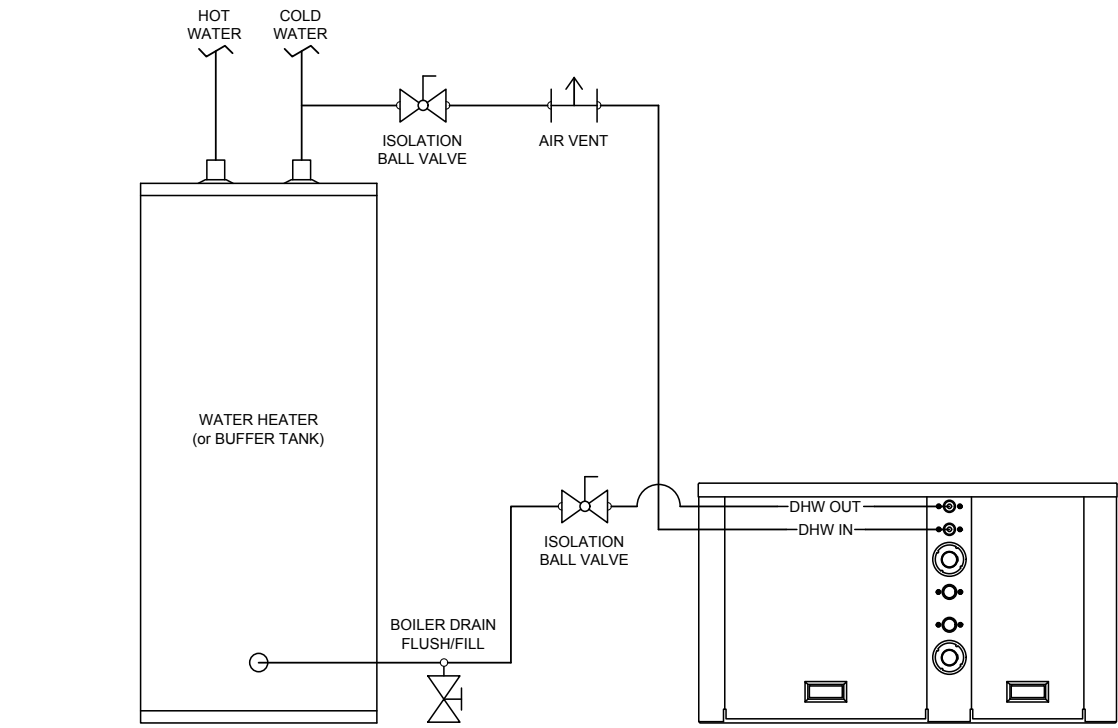 HOT
WATER
COLD
WATER
ISOLATION
BALL VALVE
AIR VENT
WATER HEATER
(or BUFFER TANK)
DHW OUT
DHW IN
ISOLATION
BALL VALVE
BOILER DRAIN
FLUSH/FILL